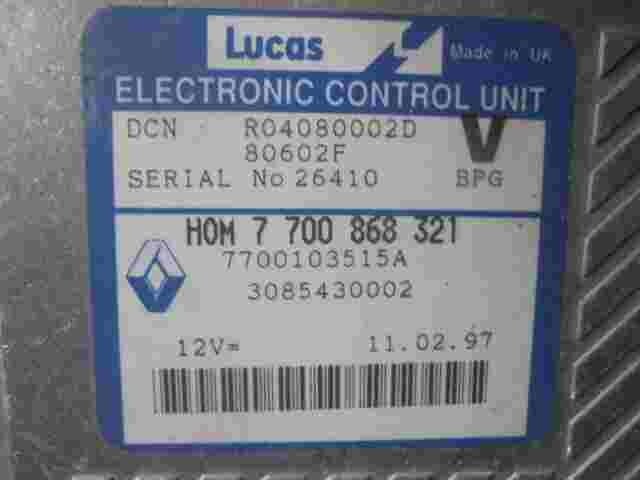 Lucas Made in UK
ELECTRONIC CONTROL UNIT
DCN R04080002D V
80602F
SERIAL No 26410 BPG
HOM 7 700 868 321
7700103515A
3085430002
12V= 11.02.97